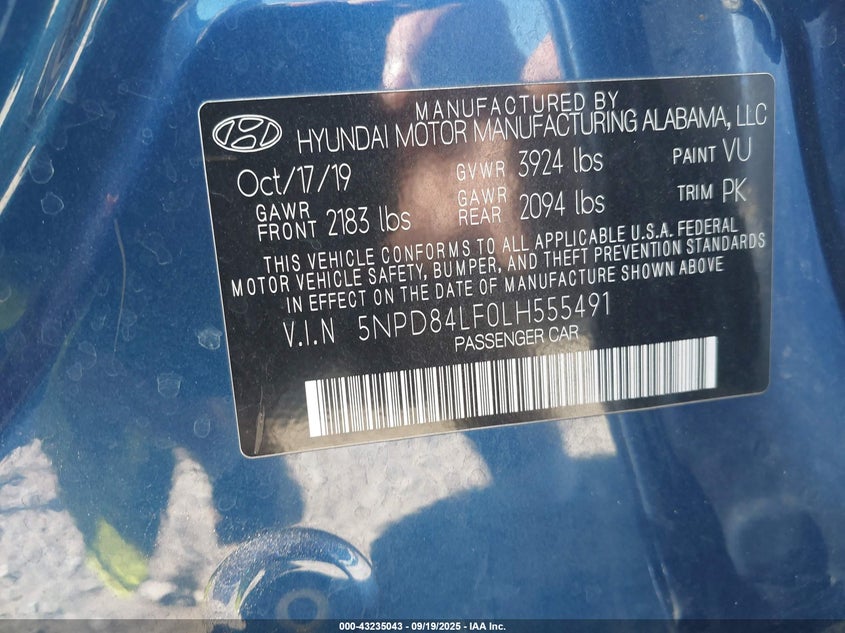 MANUFACTURED BY
HYUNDAI MOTOR MANUFACTURING ALABAMA, LLC
Oct/17/19 GVWR 3924 lbs PAINT VU
GAWR FRONT 2183 lbs GAWR REAR 2094 lbs TRIM PK
THIS VEHICLE CONFORMS TO ALL APPLICABLE U.S.A. FEDERAL
MOTOR VEHICLE SAFETY, BUMPER, AND THEFT PREVENTION STANDARDS
IN EFFECT ON THE DATE OF MANUFACTURE SHOWN ABOVE
V.I.N 5NPD84LF0LH555491
PASSENGER CAR
000-43235043 - 09/19/2025 - IAA Inc.